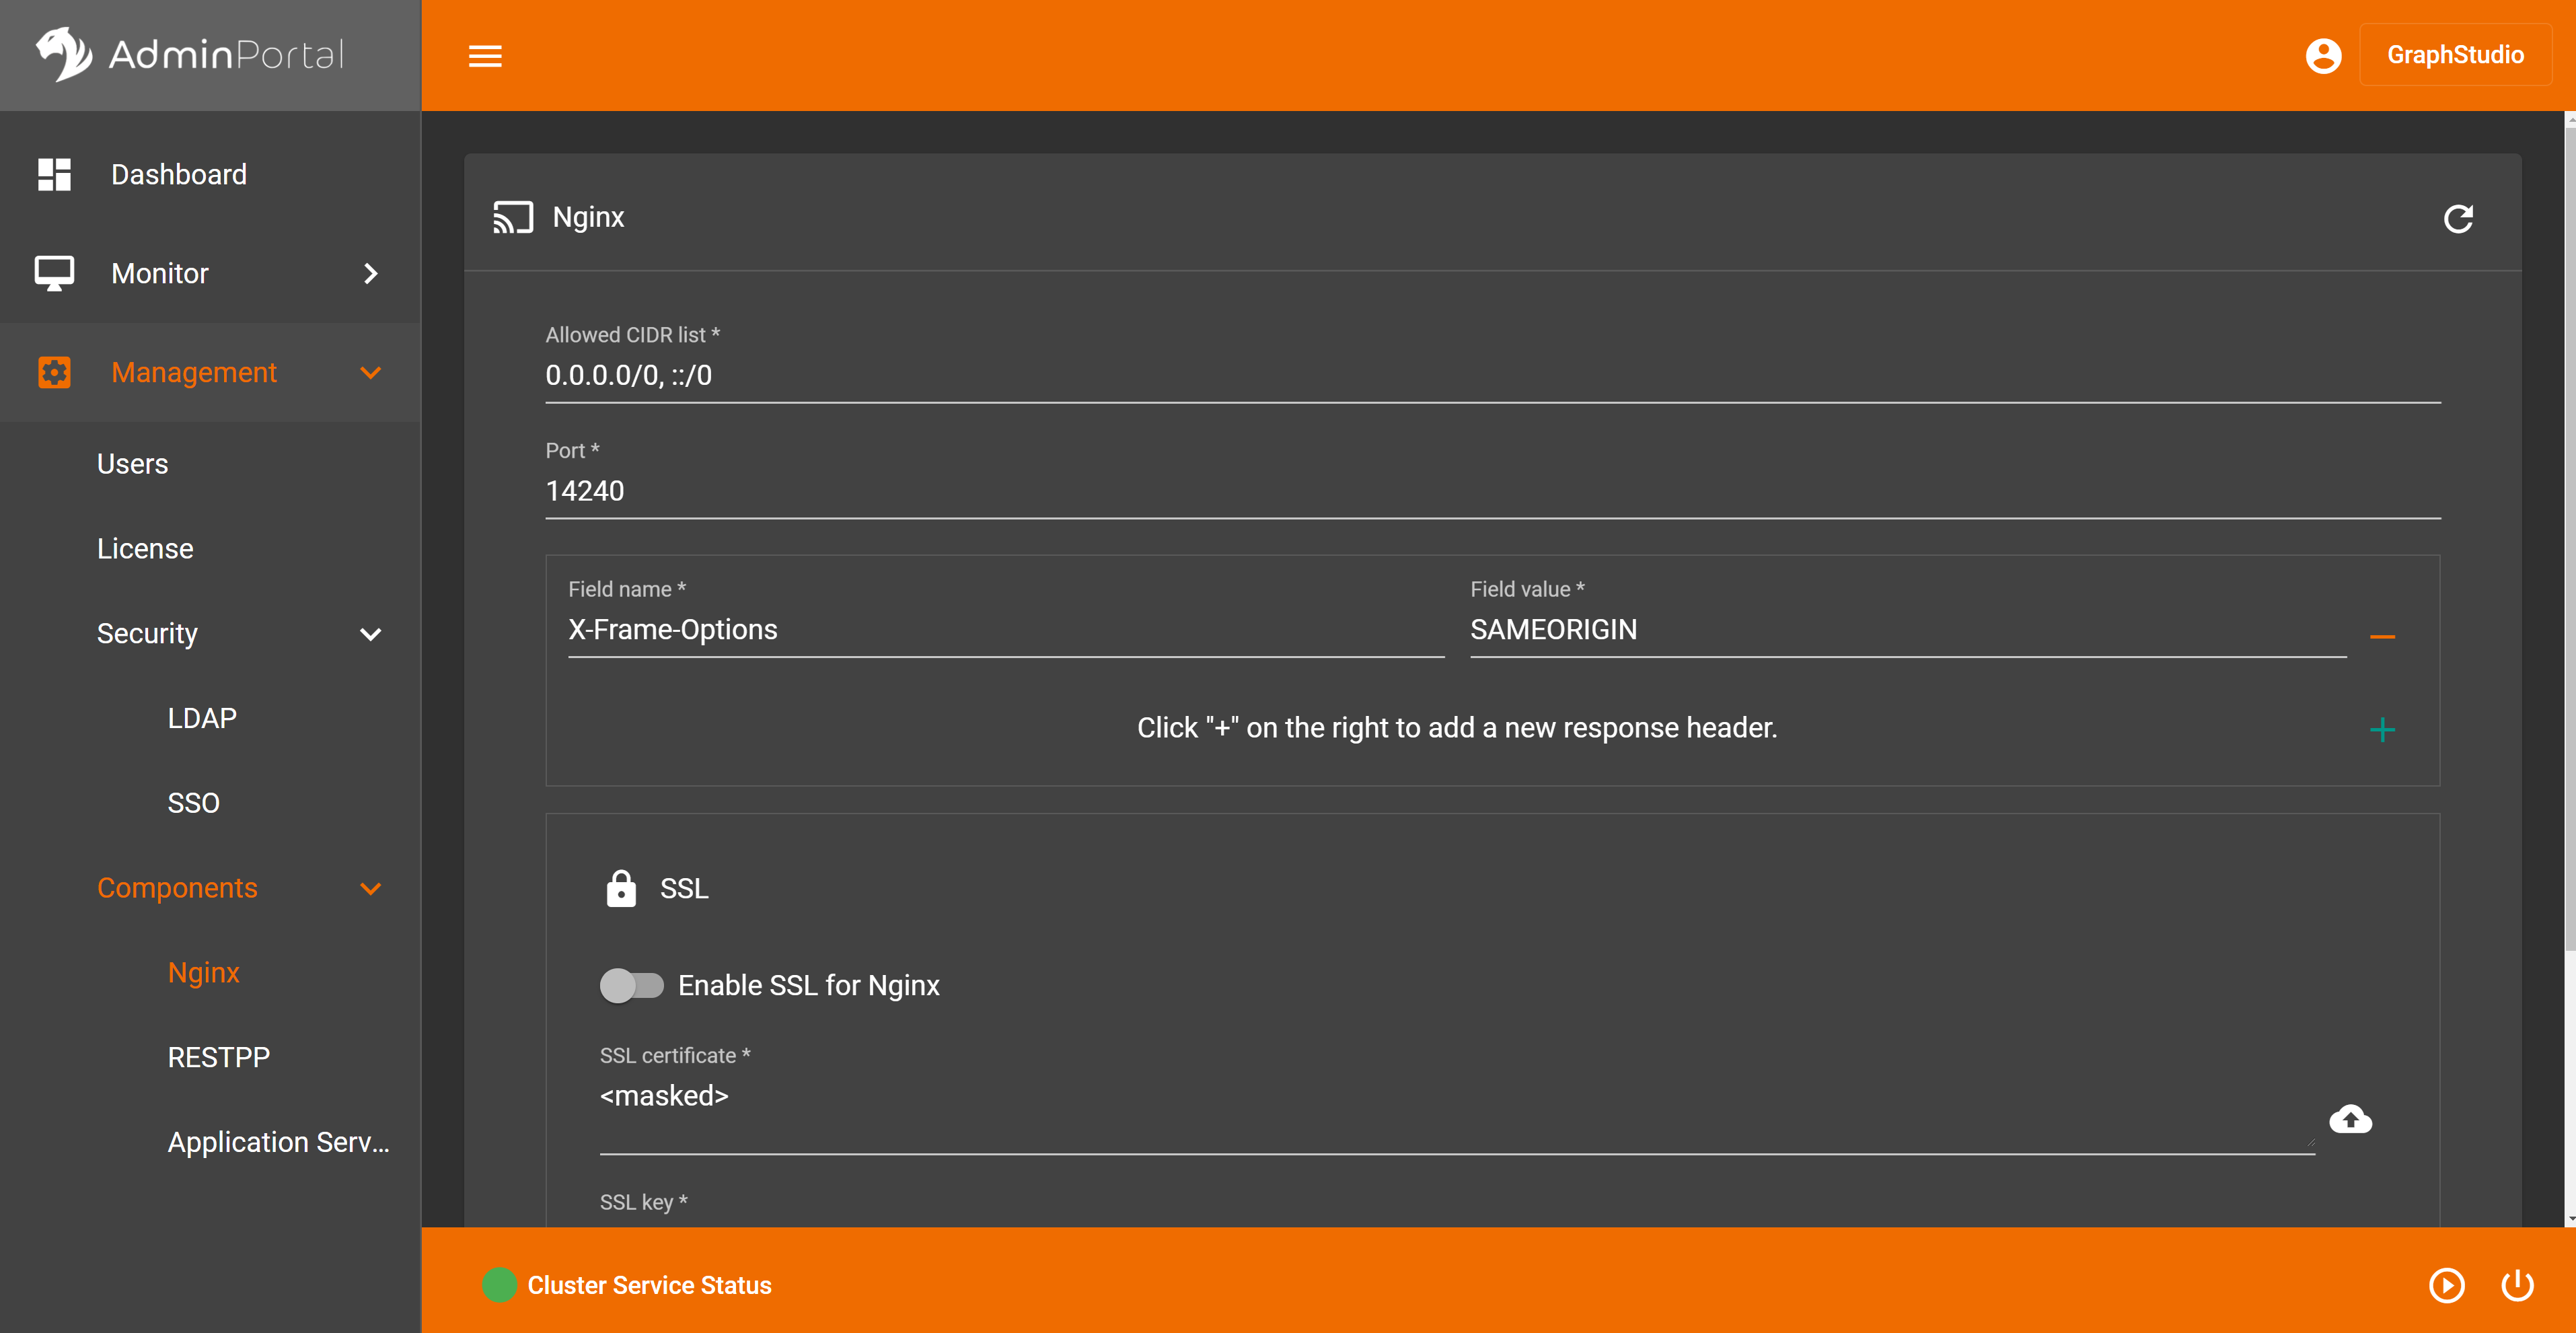 AdminPortal
GraphStudio
Dashboard
Monitor
Management
Users
License
Security
LDAP
SSO
Components
Nginx
RESTPP
Application Serv...
Nginx
Allowed CIDR list *
0.0.0.0/0, ::/0
Port *
14240
Field name *
X-Frame-Options
Field value *
SAMEORIGIN
Click "+" on the right to add a new response header.
SSL
Enable SSL for Nginx
SSL certificate *
<masked>
SSL key *
Cluster Service Status